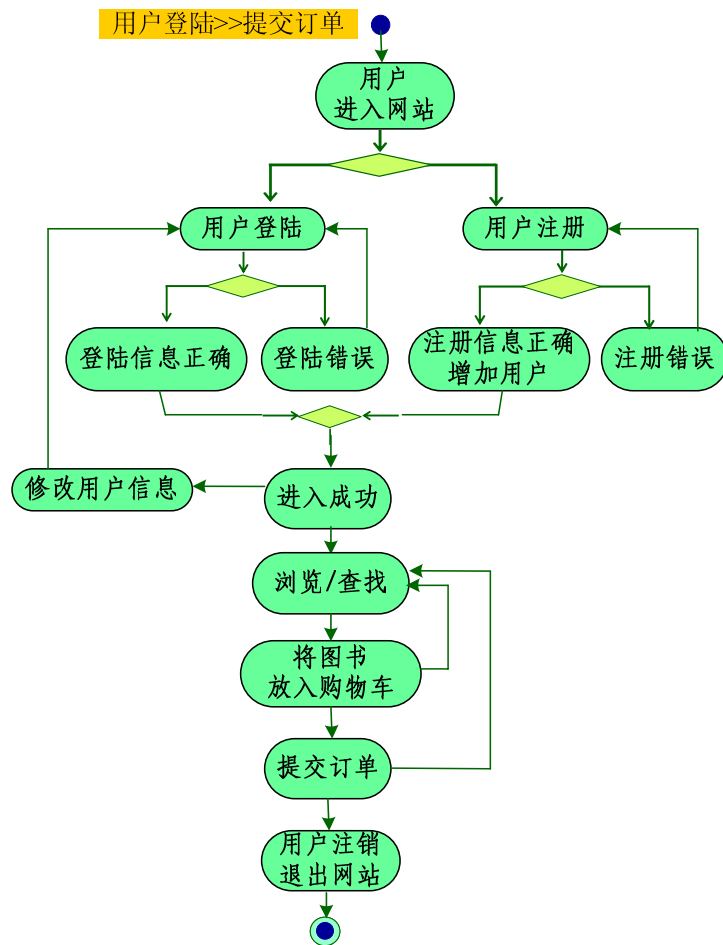 用户登陆>>提交订单
用户
进入网站
用户登陆
用户注册
登陆信息正确
登陆错误
注册信息正确
增加用户
注册错误
修改用户信息
进入成功
浏览/查找
将图书
放入购物车
提交订单
用户注销
退出网站